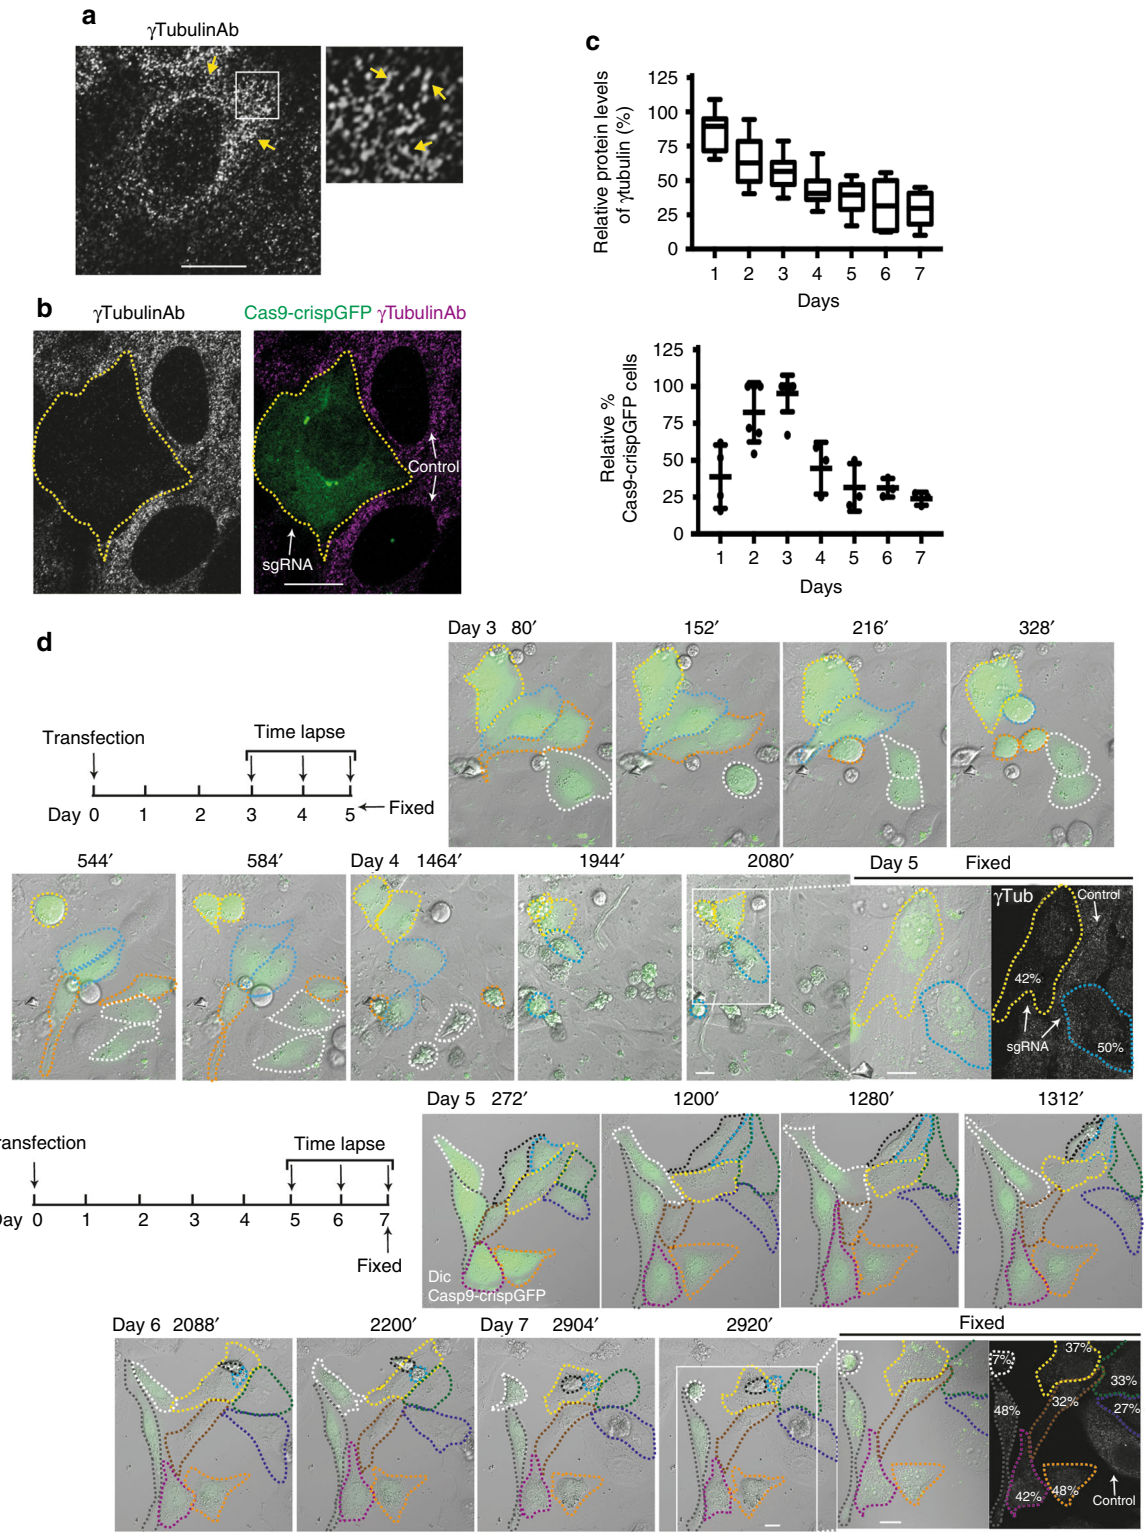 a
γTubulinAb
b
γTubulinAb
Cas9-crispGFP γTubulinAb
Control
sgRNA
c
Relative protein levels
of γtubulin (%)
125
100
75
50
25
0
1 2 3 4 5 6 7
Days
Relative %
Cas9-crispGFP cells
125
100
75
50
25
0
1 2 3 4 5 6 7
Days
d
Transfection
Time lapse
Day 0 1 2 3 4 5
Fixed
Day 3 80′ 152′ 216′ 328′
544′ 584′ Day 4 1464′ 1944′ 2080′ Day 5 Fixed
γTub
Control
42%
sgRNA
50%
ransfection
Time lapse
Day 0 1 2 3 4 5 6 7
Fixed
Day 5 272′ 1200′ 1280′ 1312′
Dic
Casp9-crispGFP
Day 6 2088′ 2200′ Day 7 2904′ 2920′ Fixed
7%
37%
33%
48%
32%
27%
42%
48%
Control